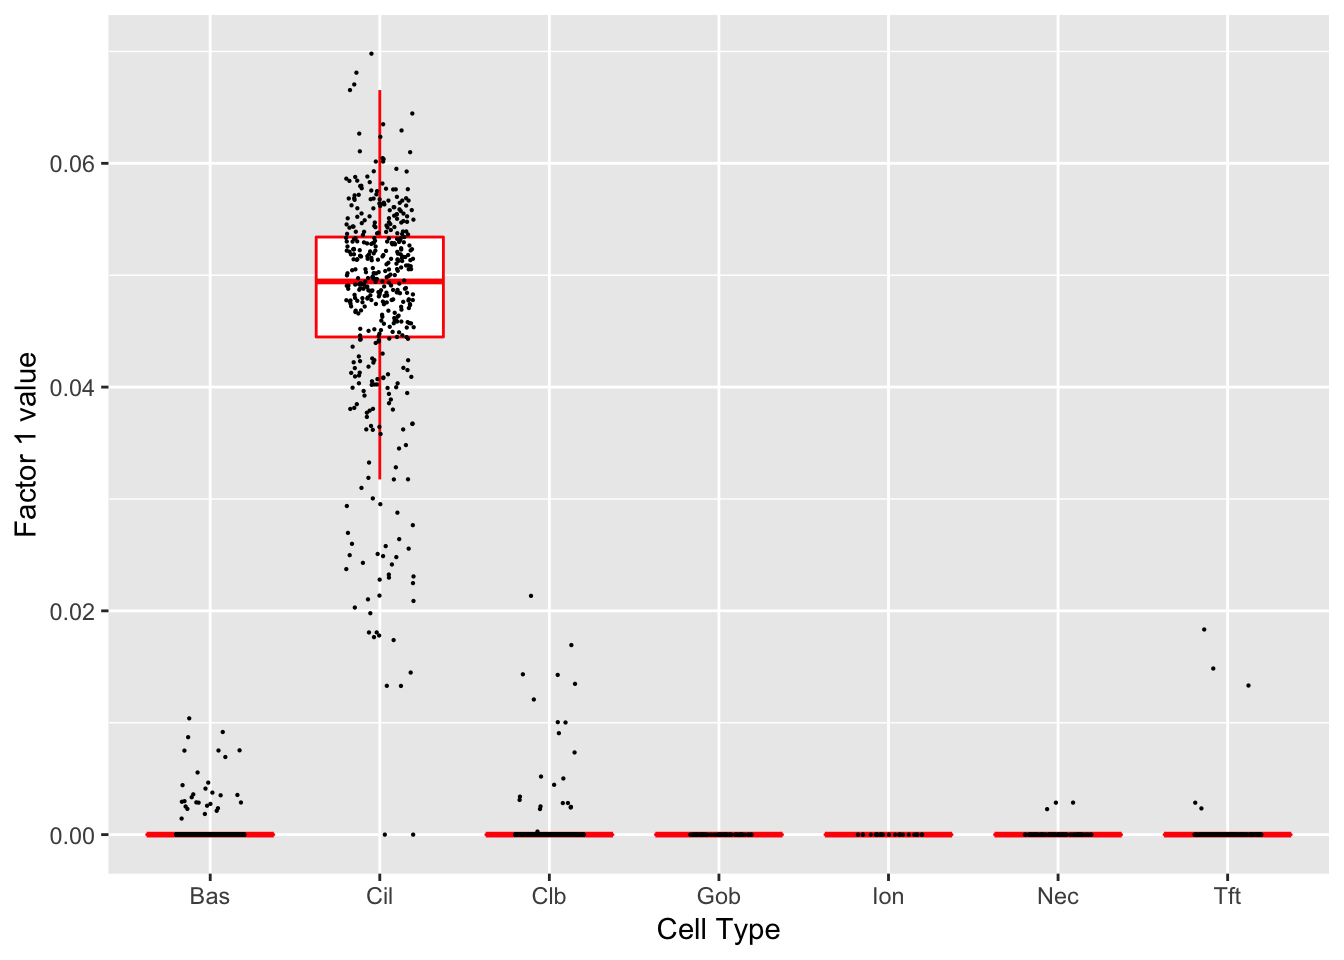 Factor 1 value
0.06
0.04
0.02
0.00
Bas Cil Clb Gob Ion Nec Tft
Cell Type